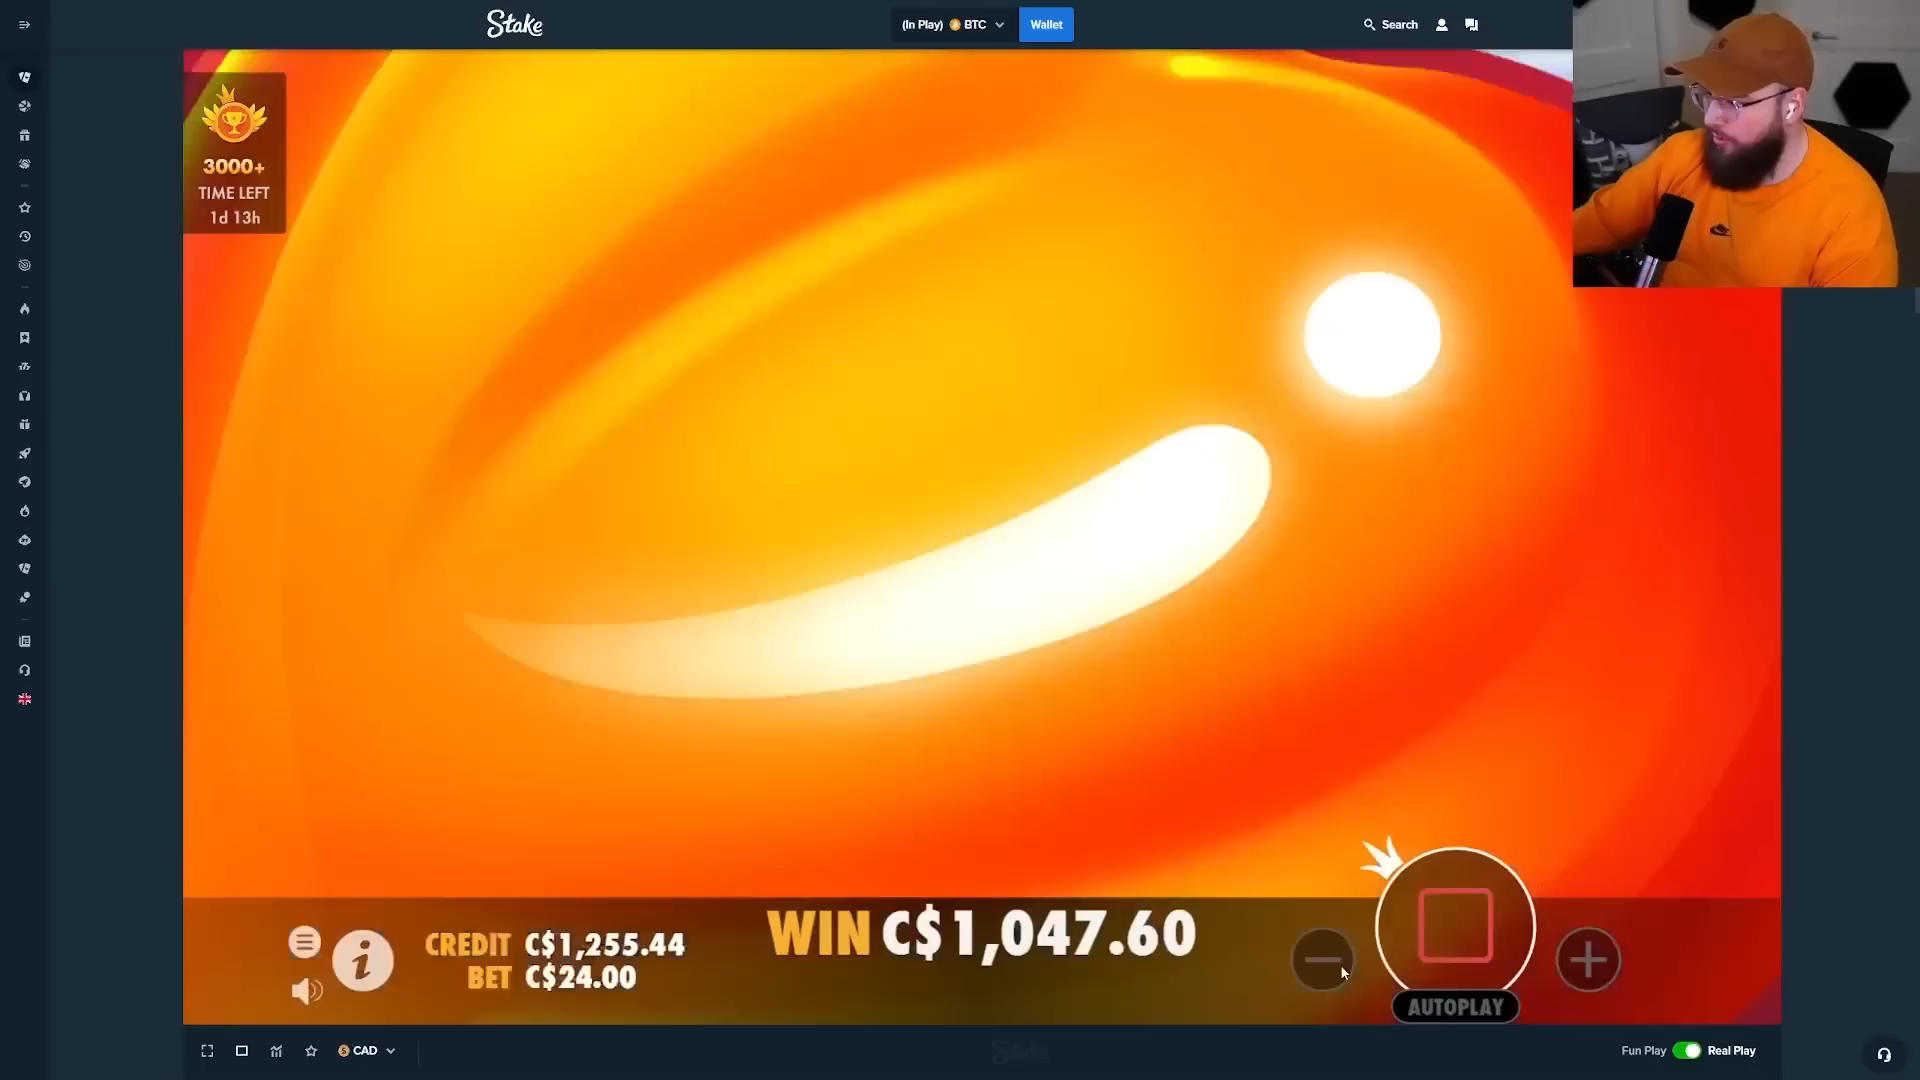 Stake
(In Play) BTC
Wallet
Search
3000+
TIME LEFT
1d 13h
CREDIT C$1,255.44
BET C$24.00
WIN C$1,047.60
AUTOPLAY
CAD
Stake
Fun Play
Real Play